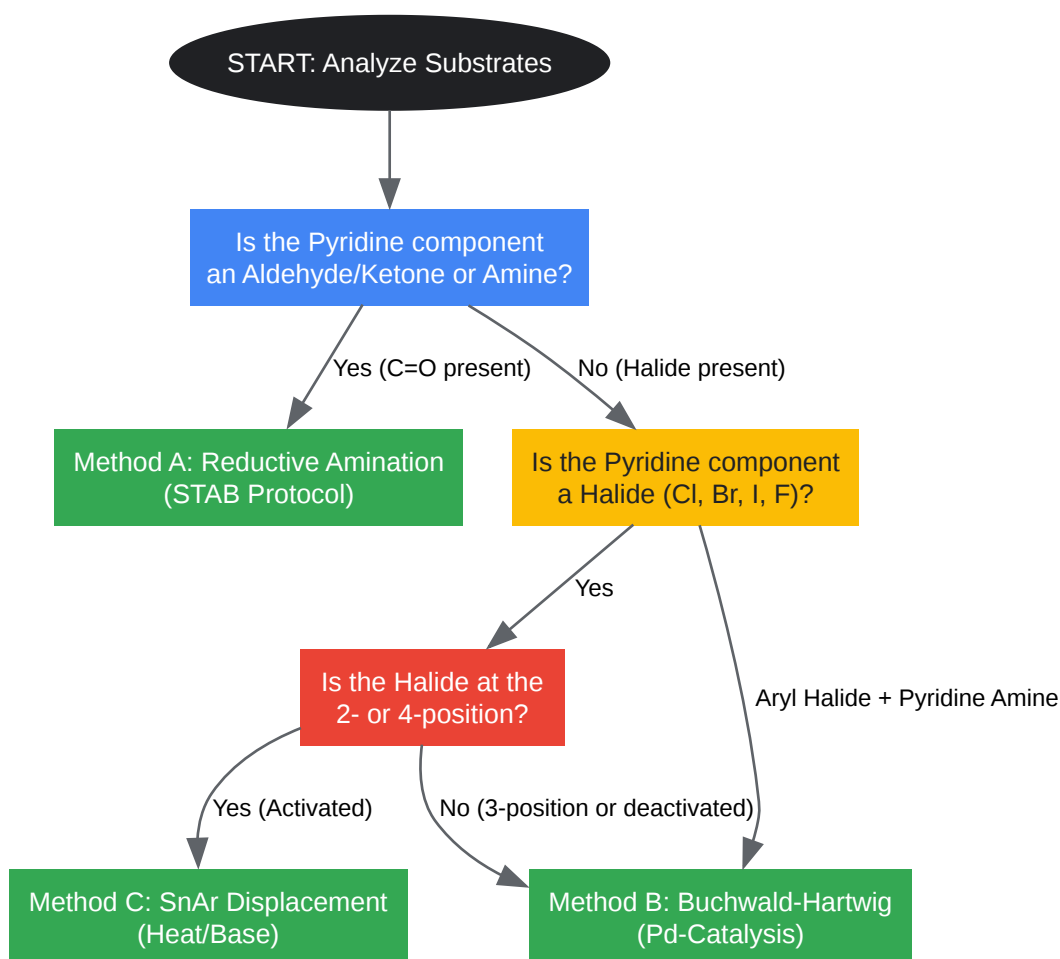 START: Analyze Substrates
Is the Pyridine component
an Aldehyde/Ketone or Amine?
Yes (C=O present)
No (Halide present)
Method A: Reductive Amination
(STAB Protocol)
Is the Pyridine component
a Halide (Cl, Br, I, F)?
Yes
Is the Halide at the
2- or 4-position?
Aryl Halide + Pyridine Amine
Yes (Activated)
No (3-position or deactivated)
Method C: SnAr Displacement
(Heat/Base)
Method B: Buchwald-Hartwig
(Pd-Catalysis)